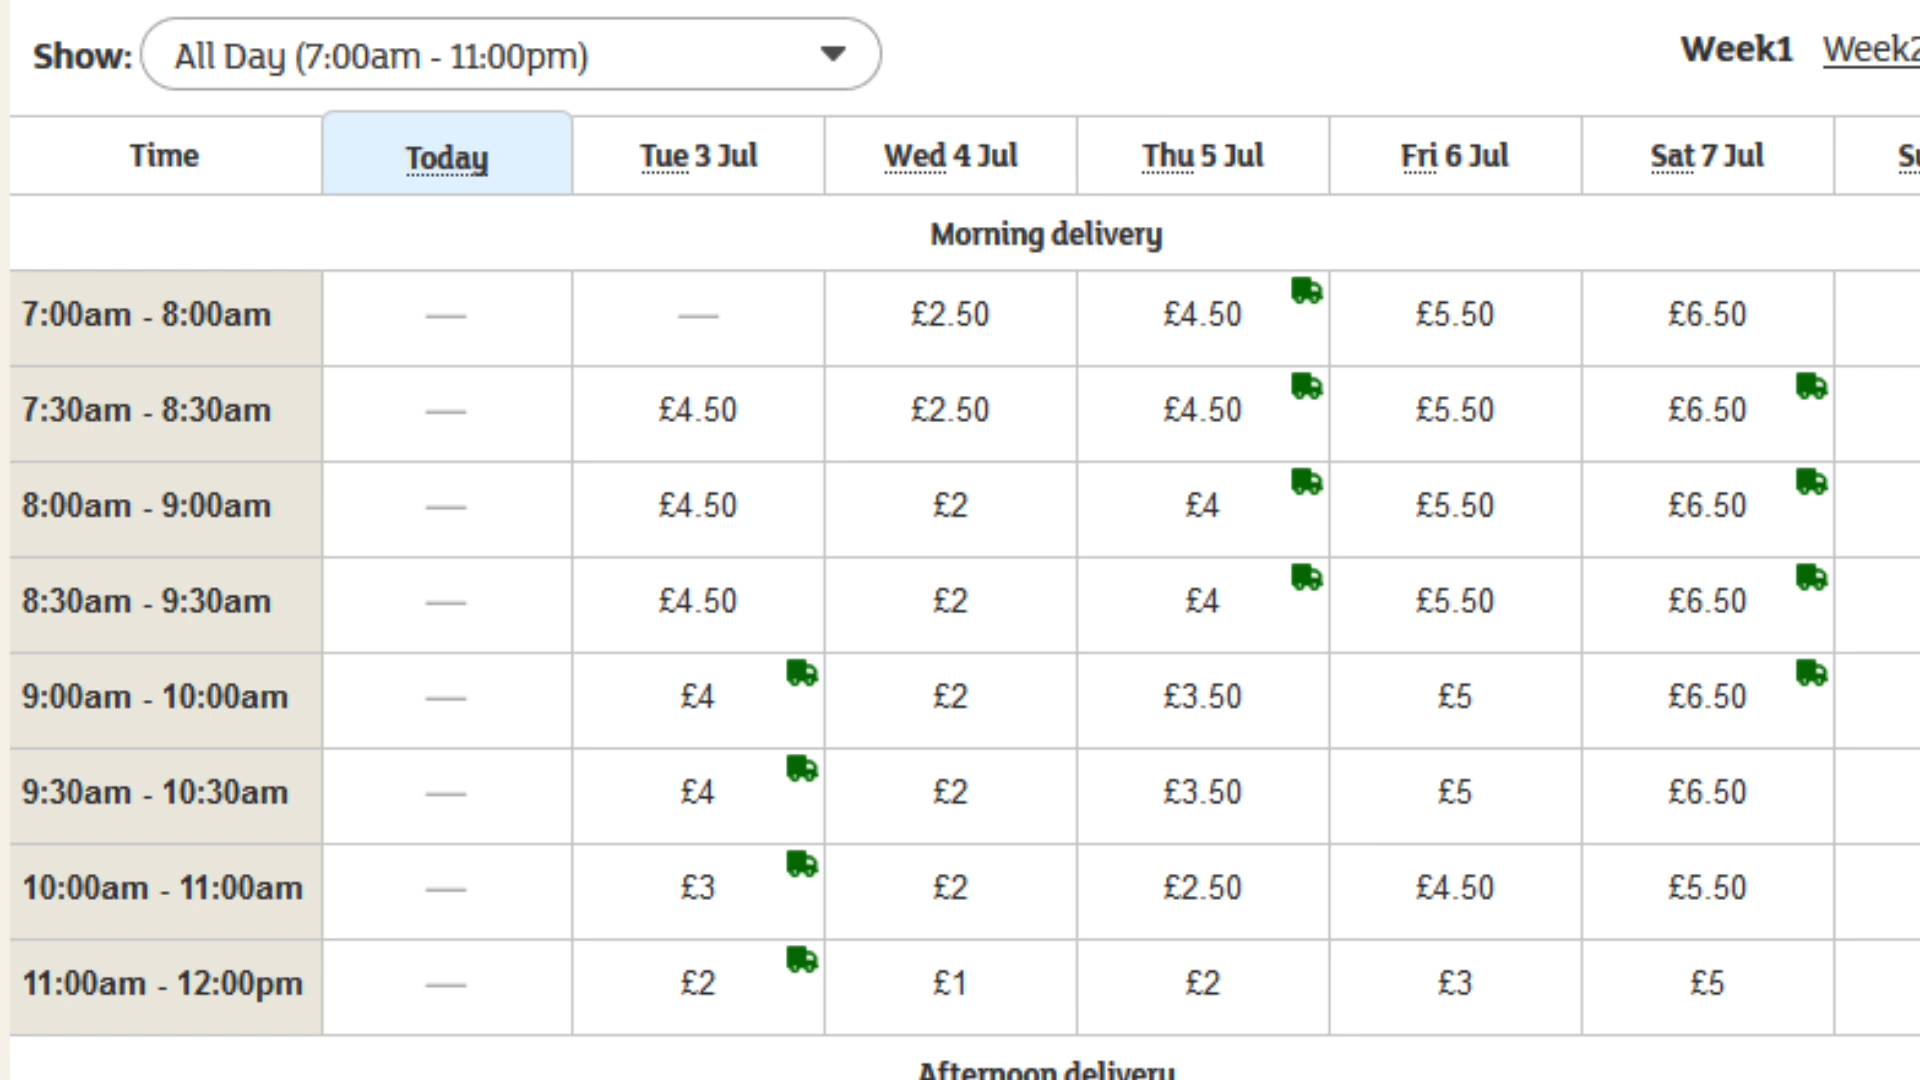 Show: All Day (7:00am - 11:00pm) Week1 Week2
Time Today Tue 3 Jul Wed 4 Jul Thu 5 Jul Fri 6 Jul Sat 7 Jul
Morning delivery
7:00am - 8:00am — — £2.50 £4.50 £5.50 £6.50
7:30am - 8:30am — £4.50 £2.50 £4.50 £5.50 £6.50
8:00am - 9:00am — £4.50 £2 £4 £5.50 £6.50
8:30am - 9:30am — £4.50 £2 £4 £5.50 £6.50
9:00am - 10:00am — £4 £2 £3.50 £5 £6.50
9:30am - 10:30am — £4 £2 £3.50 £5 £6.50
10:00am - 11:00am — £3 £2 £2.50 £4.50 £5.50
11:00am - 12:00pm — £2 £1 £2 £3 £5
Afternoon delivery